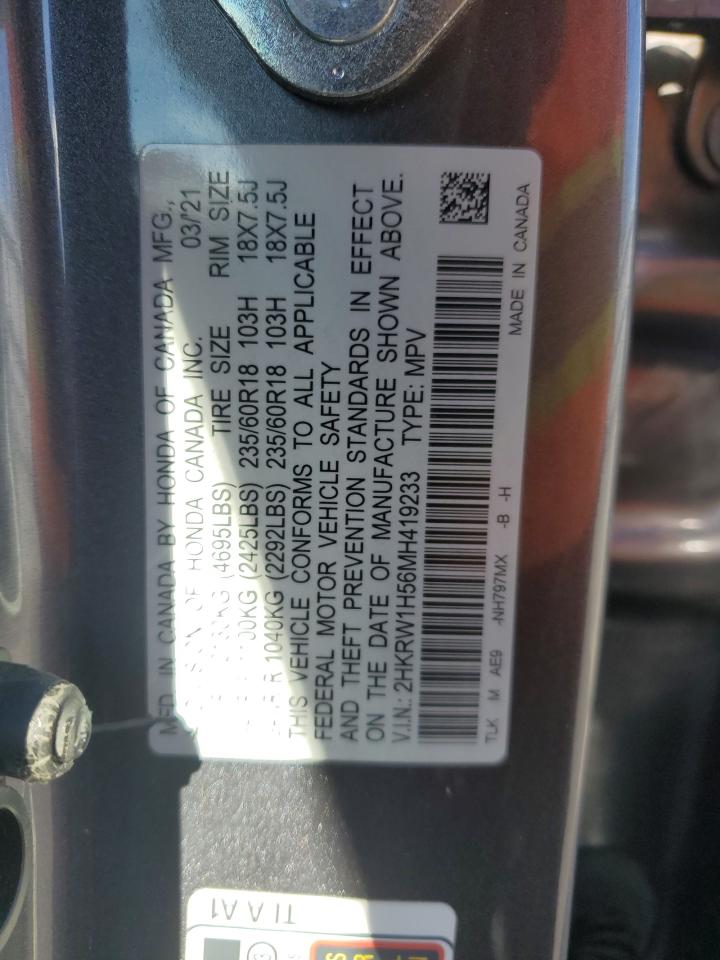 MFD IN CANADA BY HONDA OF CANADA MFG.,
OF HONDA CANADA INC. 03/'21
(4695LBS) TIRE SIZE RIM SIZE
(2425LBS) 235/60R18 103H 18X7.5J
1040KG (2292LBS) 235/60R18 103H 18X7.5J
THIS VEHICLE CONFORMS TO ALL APPLICABLE
FEDERAL MOTOR VEHICLE SAFETY
AND THEFT PREVENTION STANDARDS IN EFFECT
ON THE DATE OF MANUFACTURE SHOWN ABOVE.
V.I.N.: 2HKRW1H56MH419233 TYPE: MPV
TLK M AE9 -NH797MX -B -H MADE IN CANADA
TIAA1